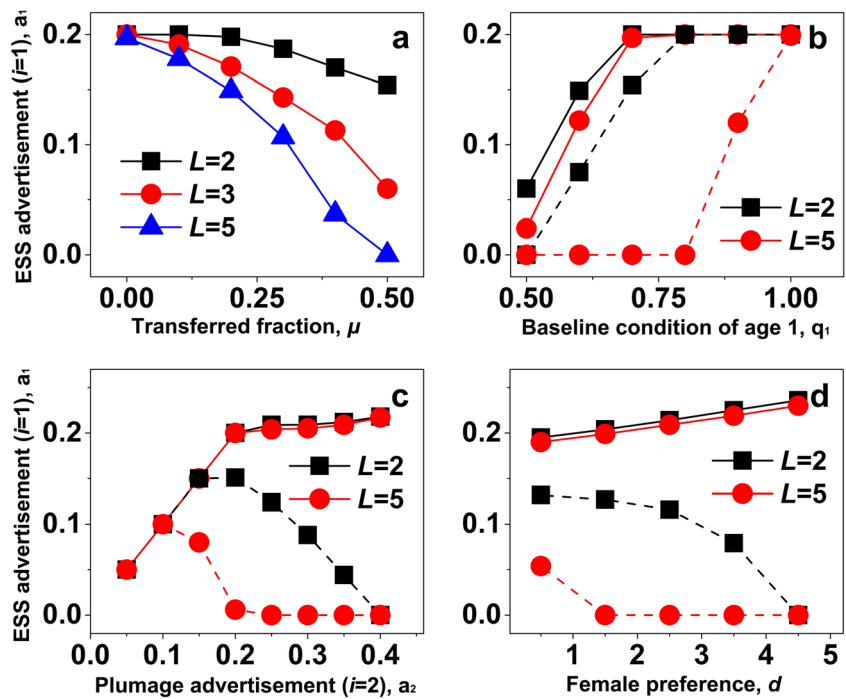 a
0.2
0.1
0.0
ESS advertisement (i=1), a₁
L=2
L=3
L=5
0.00
0.25
0.50
Transferred fraction, μ
b
0.2
0.1
0.0
L=2
L=5
0.50
0.75
1.00
Baseline condition of age 1, q₁
c
0.2
0.1
0.0
ESS advertisement (i=1), a₁
L=2
L=5
0.0
0.1
0.2
0.3
0.4
Plumage advertisement (i=2), a₂
d
0.2
0.1
0.0
L=2
L=5
1
2
3
4
5
Female preference, d